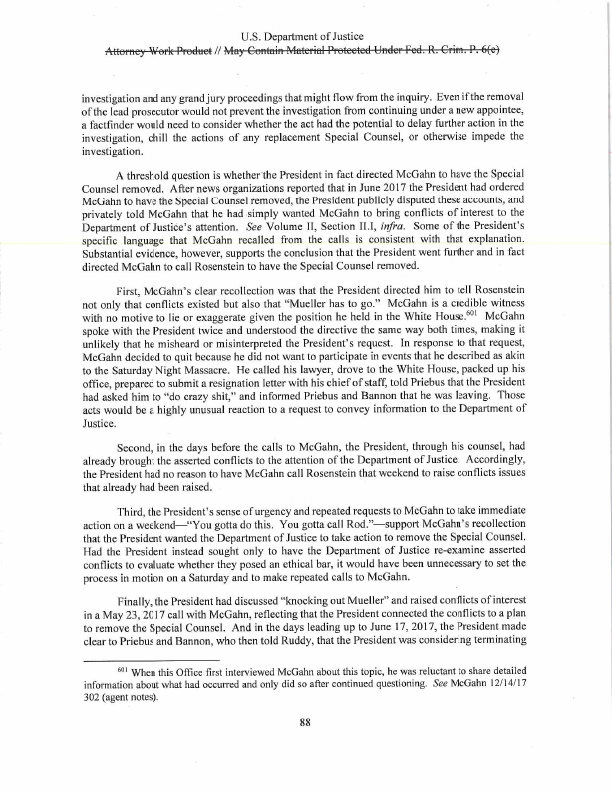 U.S. Department of Justice
Attorney Work Product // May Contain Material Protected Under Fed. R. Crim. P. 6(e)
investigation and any grand jury proceedings that might flow from the inquiry. Even if the removal
of the lead prosecutor would not prevent the investigation from continuing under a new appointee,
a factfinder would need to consider whether the act had the potential to delay further action in the
investigation, chill the actions of any replacement Special Counsel, or otherwise impede the
investigation.
A threshold question is whether the President in fact directed McGahn to have the Special
Counsel removed. After news organizations reported that in June 2017 the President had ordered
McGahn to have the Special Counsel removed, the President publicly disputed these accounts, and
privately told McGahn that he had simply wanted McGahn to bring conflicts of interest to the
Department of Justice's attention. See Volume II, Section II.I, infra. Some of the President's
specific language that McGahn recalled from the calls is consistent with that explanation.
Substantial evidence, however, supports the conclusion that the President went further and in fact
directed McGahn to call Rosenstein to have the Special Counsel removed.
First, McGahn's clear recollection was that the President directed him to tell Rosenstein
not only that conflicts existed but also that "Mueller has to go." McGahn is a credible witness
with no motive to lie or exaggerate given the position he held in the White House.601 McGahn
spoke with the President twice and understood the directive the same way both times, making it
unlikely that he misheard or misinterpreted the President's request. In response to that request,
McGahn decided to quit because he did not want to participate in events that he described as akin
to the Saturday Night Massacre. He called his lawyer, drove to the White House, packed up his
office, prepared to submit a resignation letter with his chief of staff, told Priebus that the President
had asked him to "do crazy shit," and informed Priebus and Bannon that he was leaving. Those
acts would be a highly unusual reaction to a request to convey information to the Department of
Justice.
Second, in the days before the calls to McGahn, the President, through his counsel, had
already brought the asserted conflicts to the attention of the Department of Justice. Accordingly,
the President had no reason to have McGahn call Rosenstein that weekend to raise conflicts issues
that already had been raised.
Third, the President's sense of urgency and repeated requests to McGahn to take immediate
action on a weekend—"You gotta do this. You gotta call Rod."—support McGahn's recollection
that the President wanted the Department of Justice to take action to remove the Special Counsel.
Had the President instead sought only to have the Department of Justice re-examine asserted
conflicts to evaluate whether they posed an ethical bar, it would have been unnecessary to set the
process in motion on a Saturday and to make repeated calls to McGahn.
Finally, the President had discussed "knocking out Mueller" and raised conflicts of interest
in a May 23, 2017 call with McGahn, reflecting that the President connected the conflicts to a plan
to remove the Special Counsel. And in the days leading up to June 17, 2017, the President made
clear to Priebus and Bannon, who then told Ruddy, that the President was considering terminating
601 When this Office first interviewed McGahn about this topic, he was reluctant to share detailed
information about what had occurred and only did so after continued questioning. See McGahn 12/14/17
302 (agent notes).
88